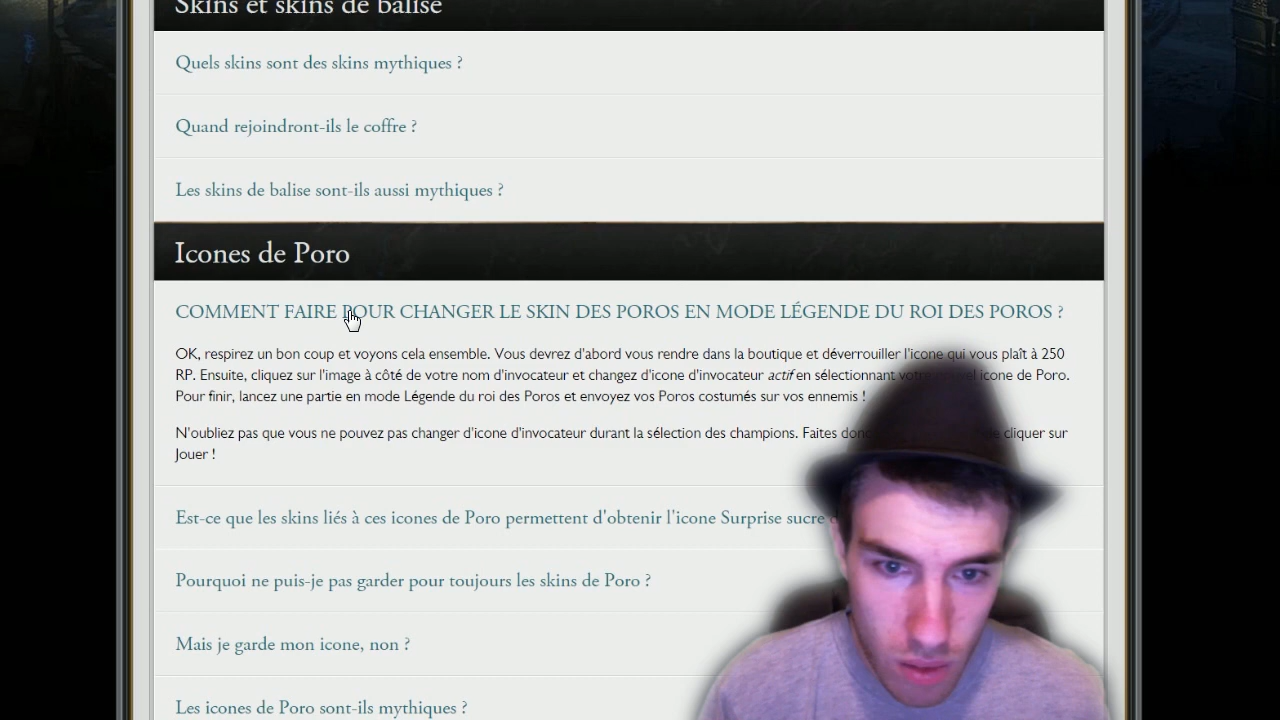 Skins et skins de balise
Quels skins sont des skins mythiques ?
Quand rejoindront-ils le coffre ?
Les skins de balise sont-ils aussi mythiques ?
Icones de Poro
COMMENT FAIRE POUR CHANGER LE SKIN DES POROS EN MODE LÉGENDE DU ROI DES POROS ?
OK, respirez un bon coup et voyons cela ensemble. Vous devrez d'abord vous rendre dans la boutique et déverrouiller l'icone qui vous plaît à 250
RP. Ensuite, cliquez sur l'image à côté de votre nom d'invocateur et changez d'icone d'invocateur actif en sélectionnant votre nouvel icone de Poro.
Pour finir, lancez une partie en mode Légende du roi des Poros et envoyez vos Poros costumés sur vos ennemis !
N'oubliez pas que vous ne pouvez pas changer d'icone d'invocateur durant la sélection des champions. Faites donc cliquer sur
Jouer !
Est-ce que les skins liés à ces icones de Poro permettent d'obtenir l'icone Surprise sucre
Pourquoi ne puis-je pas garder pour toujours les skins de Poro ?
Mais je garde mon icone, non ?
Les icones de Poro sont-ils mythiques ?